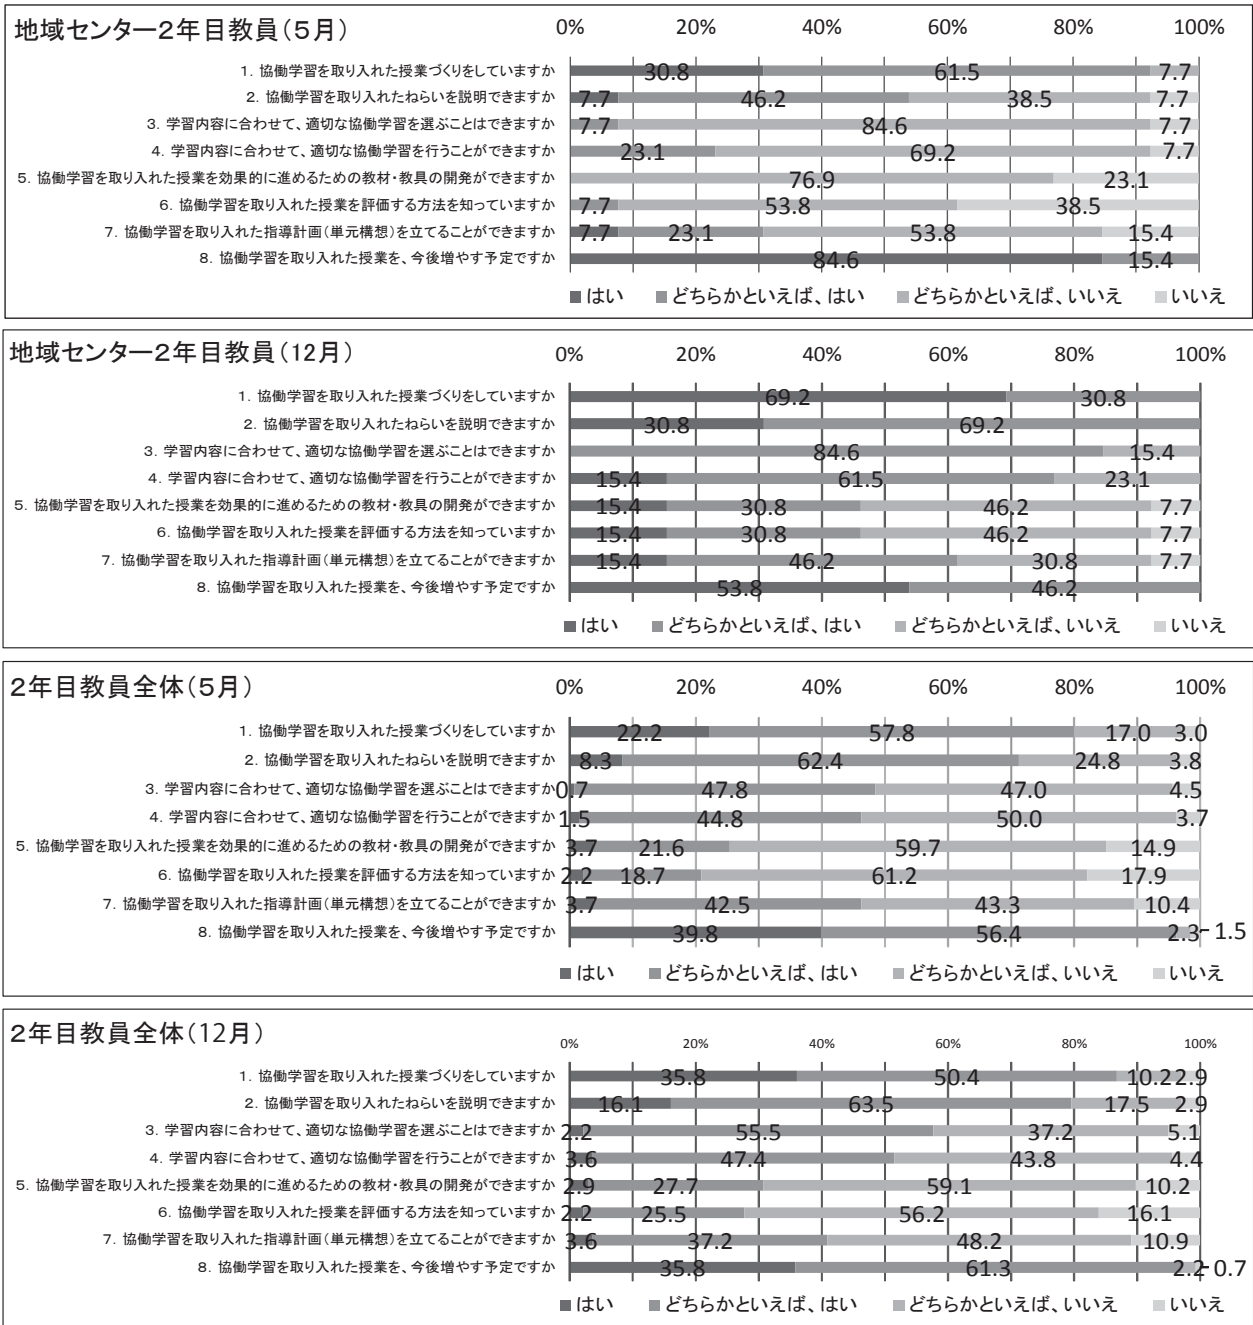 地域センター2年目教員(5月) 0% 20% 40% 60% 80% 100%
1. 協働学習を取り入れた授業づくりをしていますか 30.8 61.5 7.7
2. 協働学習を取り入れたねらいを説明できますか 7.7 46.2 38.5 7.7
3. 学習内容に合わせて、適切な協働学習を選ぶことはできますか 7.7 84.6 7.7
4. 学習内容に合わせて、適切な協働学習を行うことができますか 23.1 69.2 7.7
5. 協働学習を取り入れた授業を効果的に進めるための教材・教具の開発ができますか 76.9 23.1
6. 協働学習を取り入れた授業を評価する方法を知っていますか 7.7 53.8 38.5
7. 協働学習を取り入れた指導計画(単元構想)を立てることができますか 7.7 23.1 53.8 15.4
8. 協働学習を取り入れた授業を、今後増やす予定ですか 84.6 15.4
はい どちらかといえば、はい どちらかといえば、いいえ いいえ
地域センター2年目教員(12月) 0% 20% 40% 60% 80% 100%
1. 協働学習を取り入れた授業づくりをしていますか 69.2 30.8
2. 協働学習を取り入れたねらいを説明できますか 30.8 69.2
3. 学習内容に合わせて、適切な協働学習を選ぶことはできますか 84.6 15.4
4. 学習内容に合わせて、適切な協働学習を行うことができますか 15.4 61.5 23.1
5. 協働学習を取り入れた授業を効果的に進めるための教材・教具の開発ができますか 15.4 30.8 46.2 7.7
6. 協働学習を取り入れた授業を評価する方法を知っていますか 15.4 30.8 46.2 7.7
7. 協働学習を取り入れた指導計画(単元構想)を立てることができますか 15.4 46.2 30.8 7.7
8. 協働学習を取り入れた授業を、今後増やす予定ですか 53.8 46.2
はい どちらかといえば、はい どちらかといえば、いいえ いいえ
2年目教員全体(5月) 0% 20% 40% 60% 80% 100%
1. 協働学習を取り入れた授業づくりをしていますか 22.2 57.8 17.0 3.0
2. 協働学習を取り入れたねらいを説明できますか 8.3 62.4 24.8 3.8
3. 学習内容に合わせて、適切な協働学習を選ぶことはできますか 0.7 47.8 47.0 4.5
4. 学習内容に合わせて、適切な協働学習を行うことができますか 1.5 44.8 50.0 3.7
5. 協働学習を取り入れた授業を効果的に進めるための教材・教具の開発ができますか 3.7 21.6 59.7 14.9
6. 協働学習を取り入れた授業を評価する方法を知っていますか 2.2 18.7 61.2 17.9
7. 協働学習を取り入れた指導計画(単元構想)を立てることができますか 3.7 42.5 43.3 10.4
8. 協働学習を取り入れた授業を、今後増やす予定ですか 39.8 56.4 2.3 1.5
はい どちらかといえば、はい どちらかといえば、いいえ いいえ
2年目教員全体(12月) 0% 20% 40% 60% 80% 100%
1. 協働学習を取り入れた授業づくりをしていますか 35.8 50.4 10.2 2.9
2. 協働学習を取り入れたねらいを説明できますか 16.1 63.5 17.5 2.9
3. 学習内容に合わせて、適切な協働学習を選ぶことはできますか 2.2 55.5 37.2 5.1
4. 学習内容に合わせて、適切な協働学習を行うことができますか 3.6 47.4 43.8 4.4
5. 協働学習を取り入れた授業を効果的に進めるための教材・教具の開発ができますか 2.9 27.7 59.1 10.2
6. 協働学習を取り入れた授業を評価する方法を知っていますか 2.2 25.5 56.2 16.1
7. 協働学習を取り入れた指導計画(単元構想)を立てることができますか 3.6 37.2 48.2 10.9
8. 協働学習を取り入れた授業を、今後増やす予定ですか 35.8 61.3 2.2 0.7
はい どちらかといえば、はい どちらかといえば、いいえ いいえ